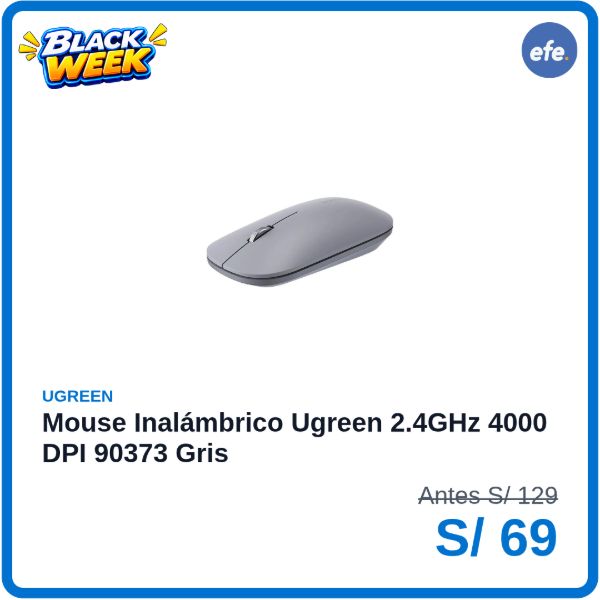 BLACK
WEEK
efe.
UGREEN
Mouse Inalámbrico Ugreen 2.4GHz 4000
DPI 90373 Gris
Antes S/ 129
S/ 69